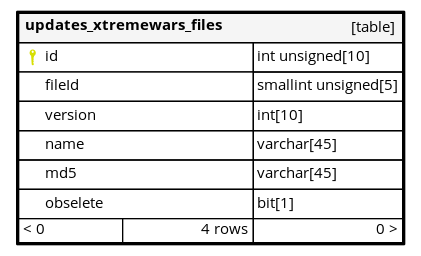 updates_xtremewars_files [table]
id int unsigned[10]
fileId smallint unsigned[5]
version int[10]
name varchar[45]
md5 varchar[45]
obselete bit[1]
< 0 4 rows 0 >